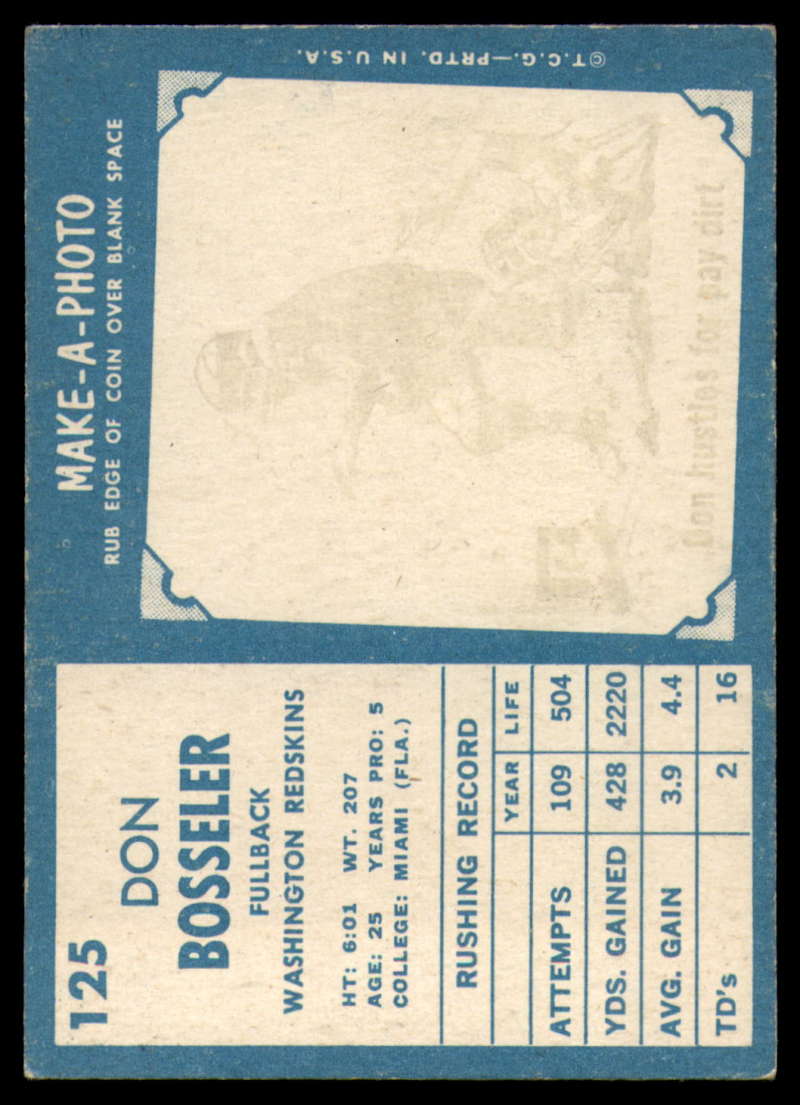 125
DON
BOSSELER
FULLBACK
WASHINGTON REDSKINS
HT: 6:01 WT. 207
AGE: 25 YEARS PRO: 5
COLLEGE: MIAMI (FLA.)
RUSHING RECORD
YEAR LIFE
ATTEMPTS 109 504
YDS. GAINED 428 2220
AVG. GAIN 3.9 4.4
TD's 2 16
MAKE-A-PHOTO
RUB EDGE OF COIN OVER BLANK SPACE
Don hustles for pay dirt
©T.C.G.—PRTD. IN U.S.A.